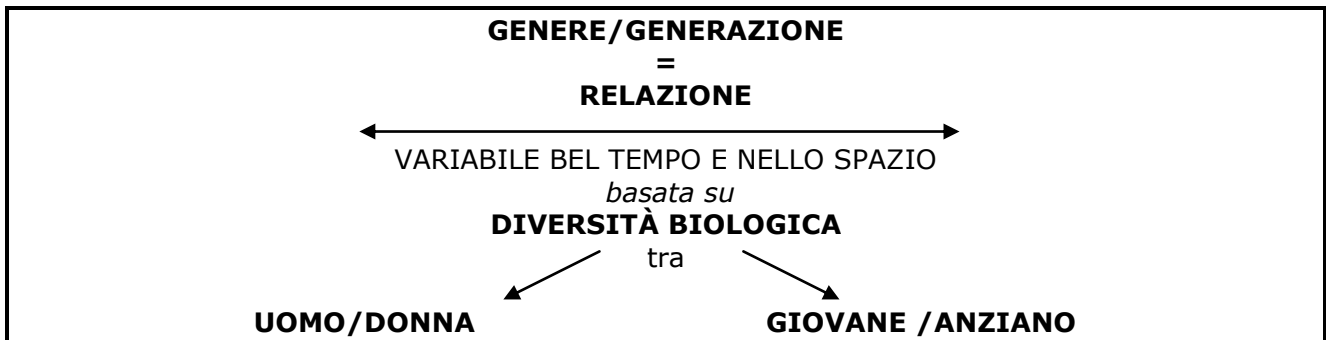 GENERE/GENERAZIONE
=
RELAZIONE
VARIABILE BEL TEMPO E NELLO SPAZIO
basata su
DIVERSITÀ BIOLOGICA
tra
UOMO/DONNA GIOVANE /ANZIANO